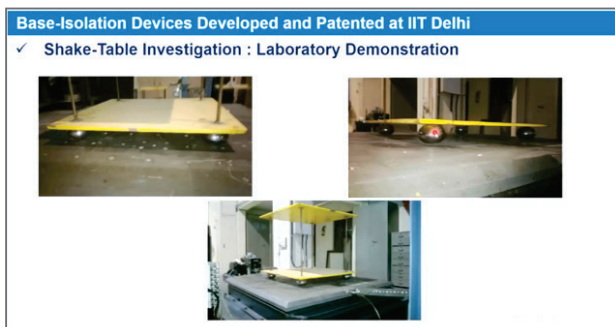 Base-Isolation Devices Developed and Patented at IIT Delhi
✓ Shake-Table Investigation : Laboratory Demonstration